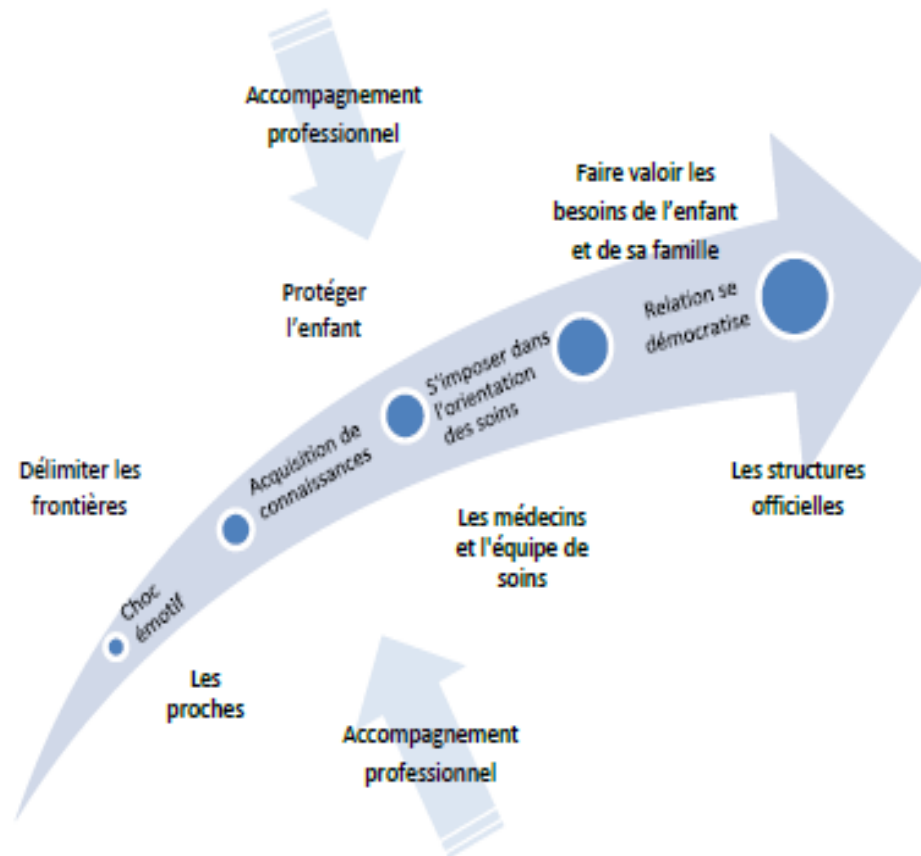 Accompagnement
professionnel
Faire valoir les
besoins de l'enfant
et de sa famille
Protéger
l'enfant
Relation se
démocratise
S'imposer dans
l'orientation
des soins
Acquisition de
connaissances
Délimiter les
frontières
Les structures
officielles
Les médecins
et l'équipe de
soins
Choc
émotif
Les
proches
Accompagnement
professionnel